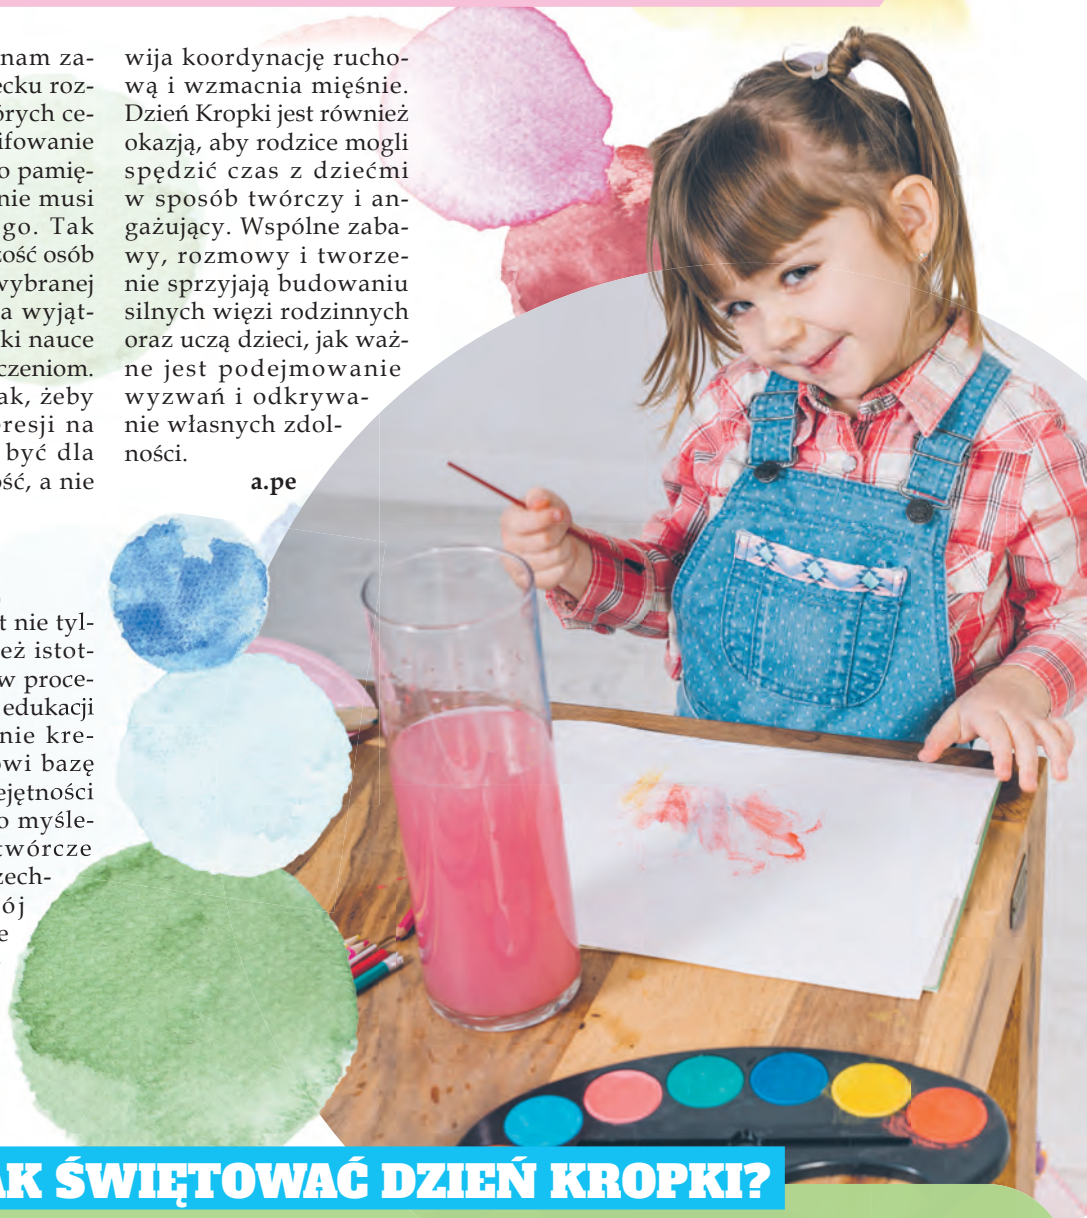 nam za-
ecku roz-
órych ce-
ifowanie
o pamię-
nie musi
go. Tak
zość osób
wybranej
a wyjąt-
ki nauce
czeniom.
ak, żeby
resji na
być dla
ość, a nie
wija koordynację rucho-
wą i wzmacnia mięśnie.
Dzień Kropki jest również
okazją, aby rodzice mogli
spędzić czas z dziećmi
w sposób twórczy i an-
gażujący. Wspólne zaba-
wy, rozmowy i tworze-
nie sprzyjają budowaniu
silnych więzi rodzinnych
oraz uczą dzieci, jak waż-
ne jest podejmowanie
wyzwań i odkrywa-
nie własnych zdol-
ności.
a.pe
t nie tyl-
eż istot-
w proce-
edukacji
nie kre-
owi bazę
ejętności
o myśle-
twórcze
zech-
ój
e
AK ŚWIĘTOWAĆ DZIEŃ KROPKI?